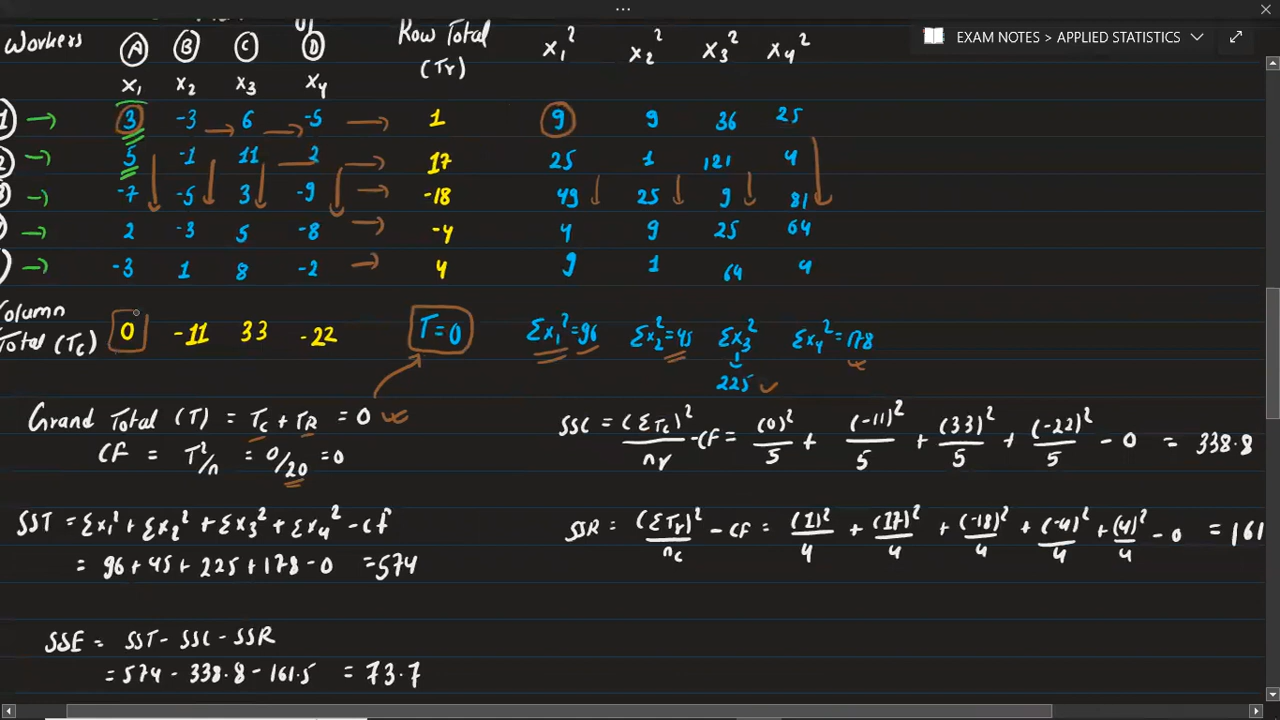 EXAM NOTES > APPLIED STATISTICS
Workers A B C D Row Total x₁² x₂² x₃² x₄²
x₁ x₂ x₃ x₄ (Tr)
1) → 3 -3 → 6 → -5 → 1 9 9 36 25
2 → 5 -1 11 2 → 17 25 1 121 4
→ -7 -5 3 -9 → -18 49 25 9 81
→ 2 -3 5 -8 → -4 4 9 25 64
→ -3 1 8 -2 → 4 9 1 64 4
Column
Total (Tc) 0 -11 33 -22 T=0 Σx₁²=96 Σx₂²=45 Σx₃² Σx₄²=178
225
Grand Total (T) = Tc + TR = 0
CF = T²/n = 0/20 = 0
SSC = (ΣTc)²/nr - CF = (0)²/5 + (-11)²/5 + (33)²/5 + (-22)²/5 - 0 = 338.8
SST = Σx₁² + Σx₂² + Σx₃² + Σx₄² - cf
= 96 + 45 + 225 + 178 - 0 = 574
SSR = (ΣTr)²/nc - CF = (1)²/4 + (17)²/4 + (-18)²/4 + (-4)²/4 + (4)²/4 - 0 = 161
SSE = SST - SSC - SSR
= 574 - 338.8 - 161.5 = 73.7